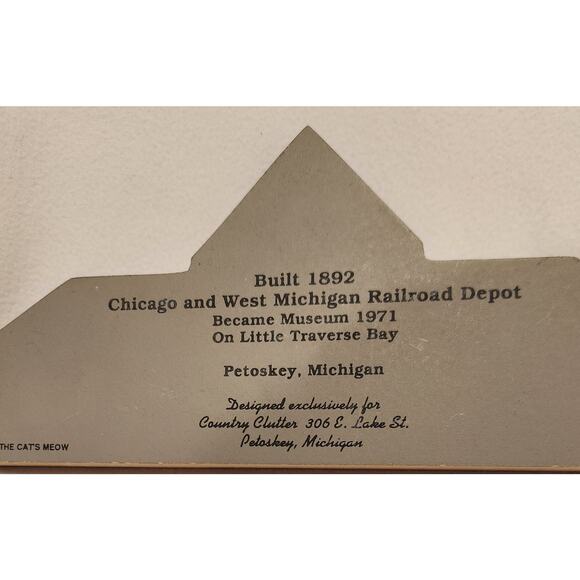 Built 1892
Chicago and West Michigan Railroad Depot
Became Museum 1971
On Little Traverse Bay
Petoskey, Michigan
Designed exclusively for
Country Clutter 306 E. Lake St.
Petoskey, Michigan
THE CAT'S MEOW